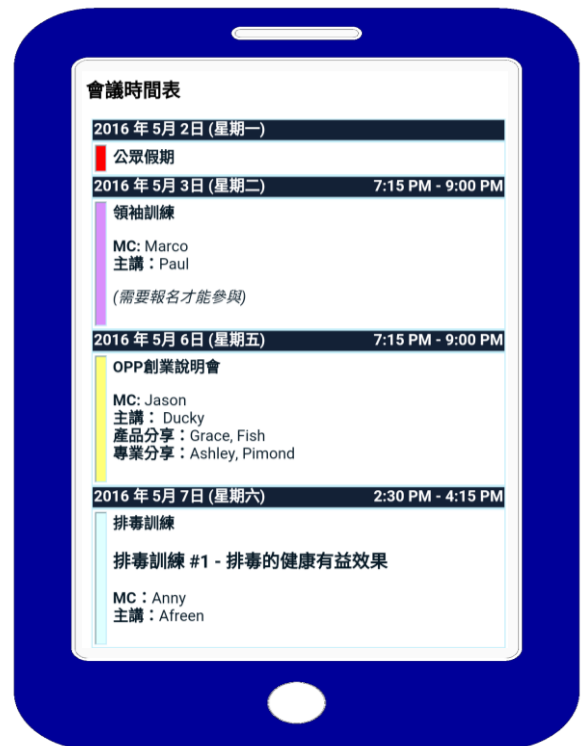 會議時間表
2016 年 5月 2日 (星期一)
公眾假期
2016 年 5月 3日 (星期二) 7:15 PM - 9:00 PM
領袖訓練
MC: Marco
主講：Paul
(需要報名才能參與)
2016 年 5月 6日 (星期五) 7:15 PM - 9:00 PM
OPP創業說明會
MC: Jason
主講： Ducky
產品分享：Grace, Fish
專業分享：Ashley, Pimond
2016 年 5月 7日 (星期六) 2:30 PM - 4:15 PM
排毒訓練
排毒訓練 #1 - 排毒的健康有益效果
MC：Anny
主講：Afreen